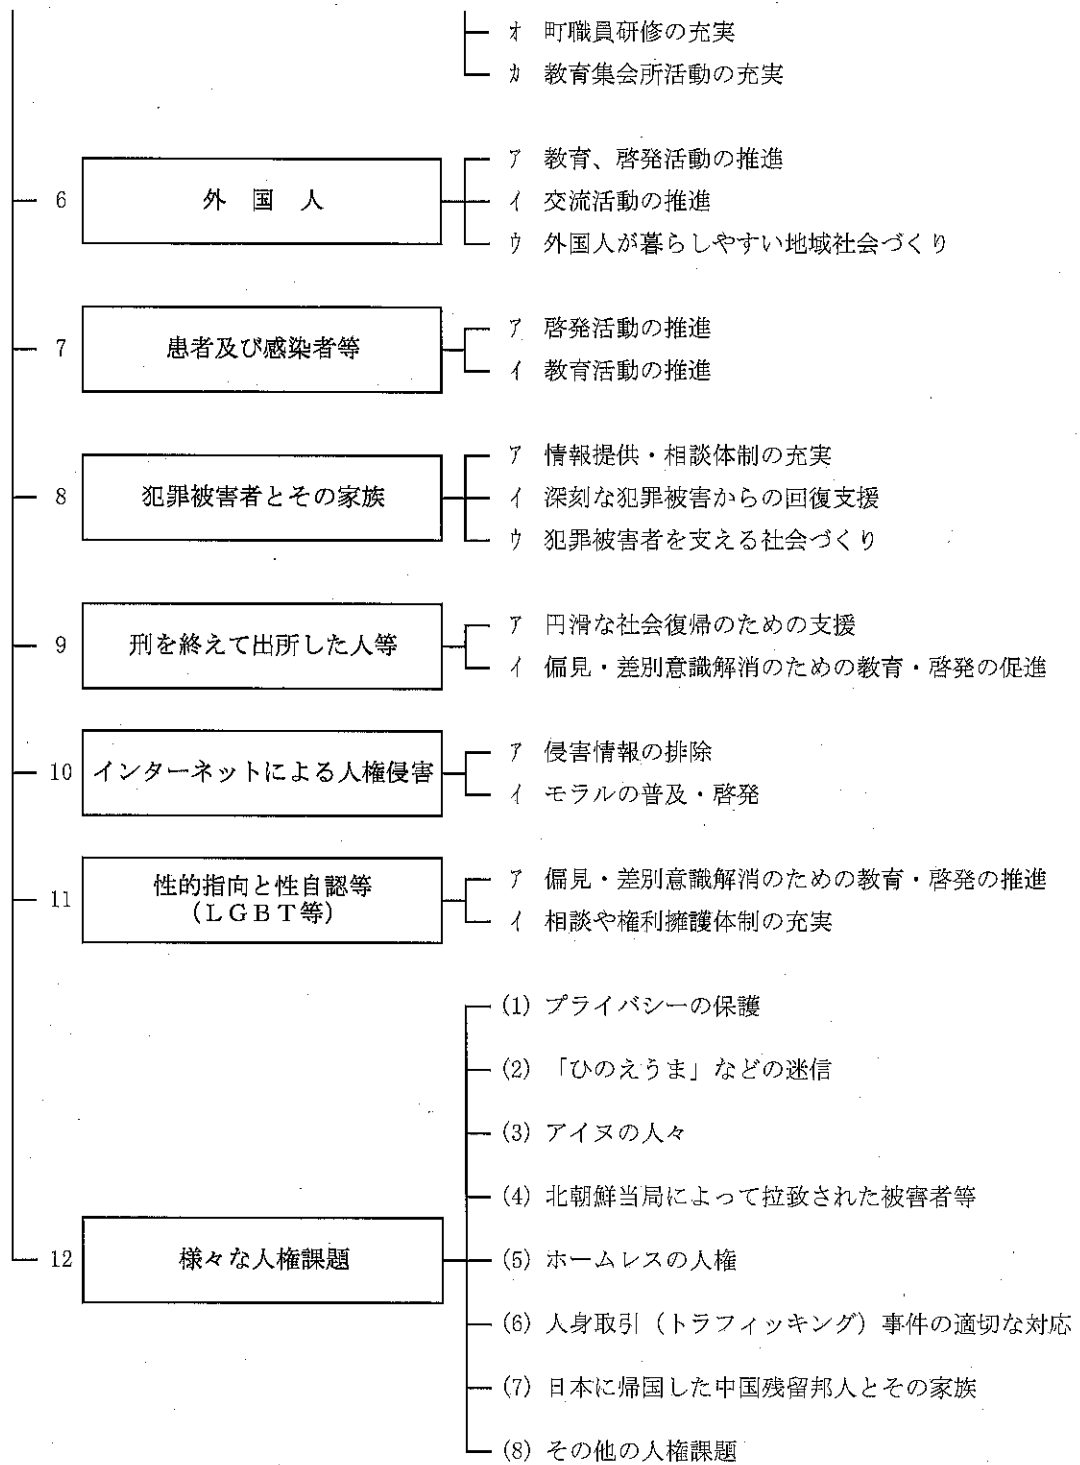 オ 町職員研修の充実
カ 教育集会所活動の充実
6 外国人
ア 教育、啓発活動の推進
イ 交流活動の推進
ウ 外国人が暮らしやすい地域社会づくり
7 患者及び感染者等
ア 啓発活動の推進
イ 教育活動の推進
8 犯罪被害者とその家族
ア 情報提供・相談体制の充実
イ 深刻な犯罪被害からの回復支援
ウ 犯罪被害者を支える社会づくり
9 刑を終えて出所した人等
ア 円滑な社会復帰のための支援
イ 偏見・差別意識解消のための教育・啓発の促進
10 インターネットによる人権侵害
ア 侵害情報の排除
イ モラルの普及・啓発
11 性的指向と性自認等
(LGBT等)
ア 偏見・差別意識解消のための教育・啓発の推進
イ 相談や権利擁護体制の充実
12 様々な人権課題
(1) プライバシーの保護
(2) 「ひのえうま」などの迷信
(3) アイヌの人々
(4) 北朝鮮当局によって拉致された被害者等
(5) ホームレスの人権
(6) 人身取引(トラフィッキング)事件の適切な対応
(7) 日本に帰国した中国残留邦人とその家族
(8) その他の人権課題